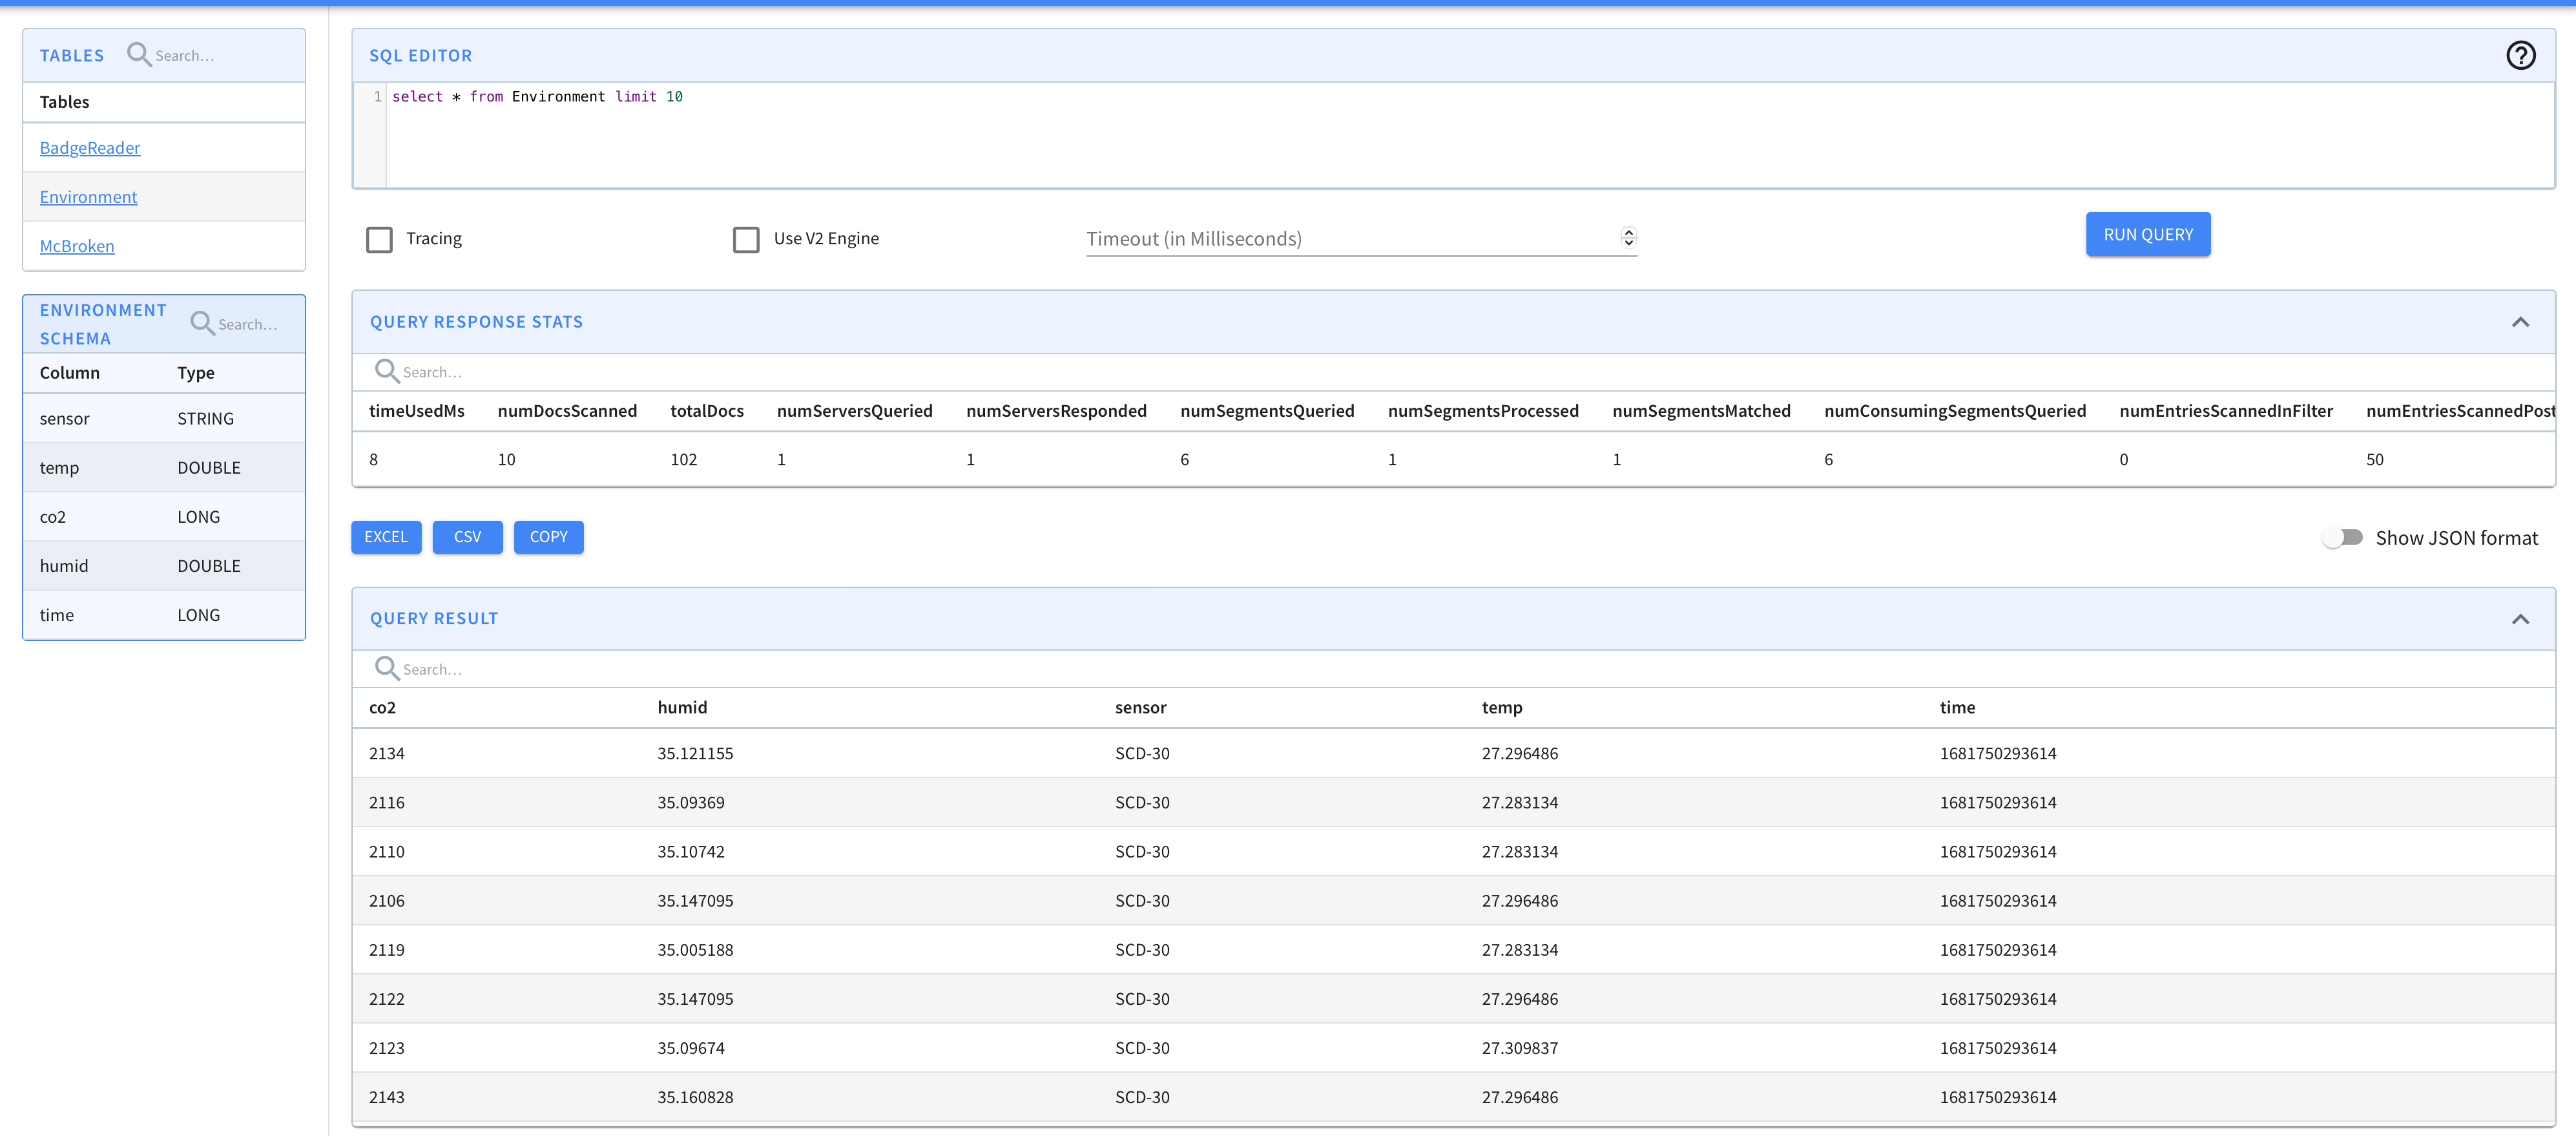 TABLES Search…
Tables
BadgeReader
Environment
McBroken
ENVIRONMENT SCHEMA Search…
Column Type
sensor STRING
temp DOUBLE
co2 LONG
humid DOUBLE
time LONG
SQL EDITOR ?
1 select * from Environment limit 10
Tracing Use V2 Engine Timeout (in Milliseconds) RUN QUERY
QUERY RESPONSE STATS
Search…
timeUsedMs numDocsScanned totalDocs numServersQueried numServersResponded numSegmentsQueried numSegmentsProcessed numSegmentsMatched numConsumingSegmentsQueried numEntriesScannedInFilter numEntriesScannedPost
8 10 102 1 1 6 1 1 6 0 50
EXCEL CSV COPY Show JSON format
QUERY RESULT
Search…
co2 humid sensor temp time
2134 35.121155 SCD-30 27.296486 1681750293614
2116 35.09369 SCD-30 27.283134 1681750293614
2110 35.10742 SCD-30 27.283134 1681750293614
2106 35.147095 SCD-30 27.296486 1681750293614
2119 35.005188 SCD-30 27.283134 1681750293614
2122 35.147095 SCD-30 27.296486 1681750293614
2123 35.09674 SCD-30 27.309837 1681750293614
2143 35.160828 SCD-30 27.296486 1681750293614